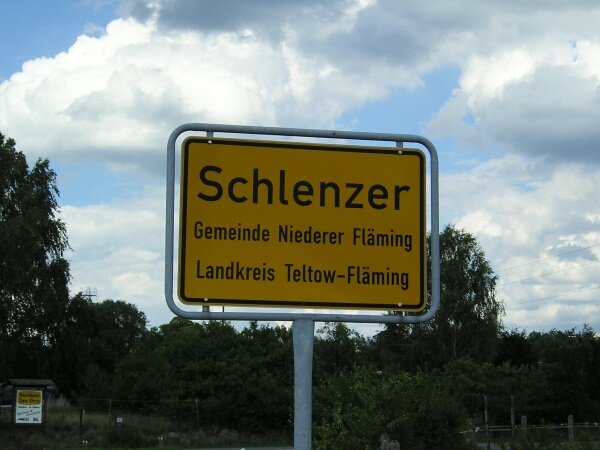 Schlenzer
Gemeinde Niederer Fläming
Landkreis Teltow-Fläming